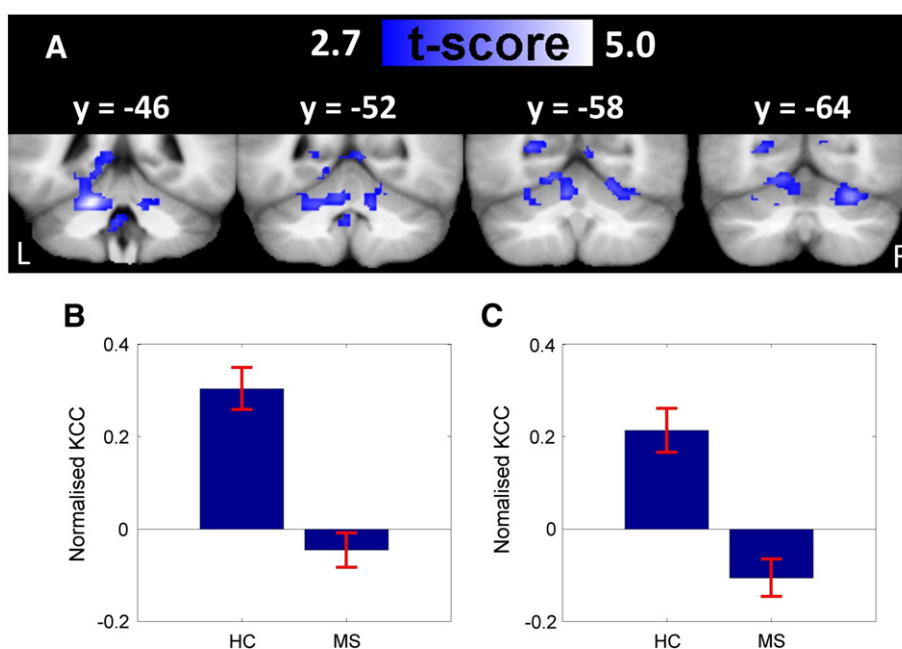 A
2.7 t-score 5.0
y = -46 y = -52 y = -58 y = -64
L
B
C
0.4
0.2
0
-0.2
Normalised KCC
HC MS
0.4
0.2
0
-0.2
Nomalised KCC
HC MS